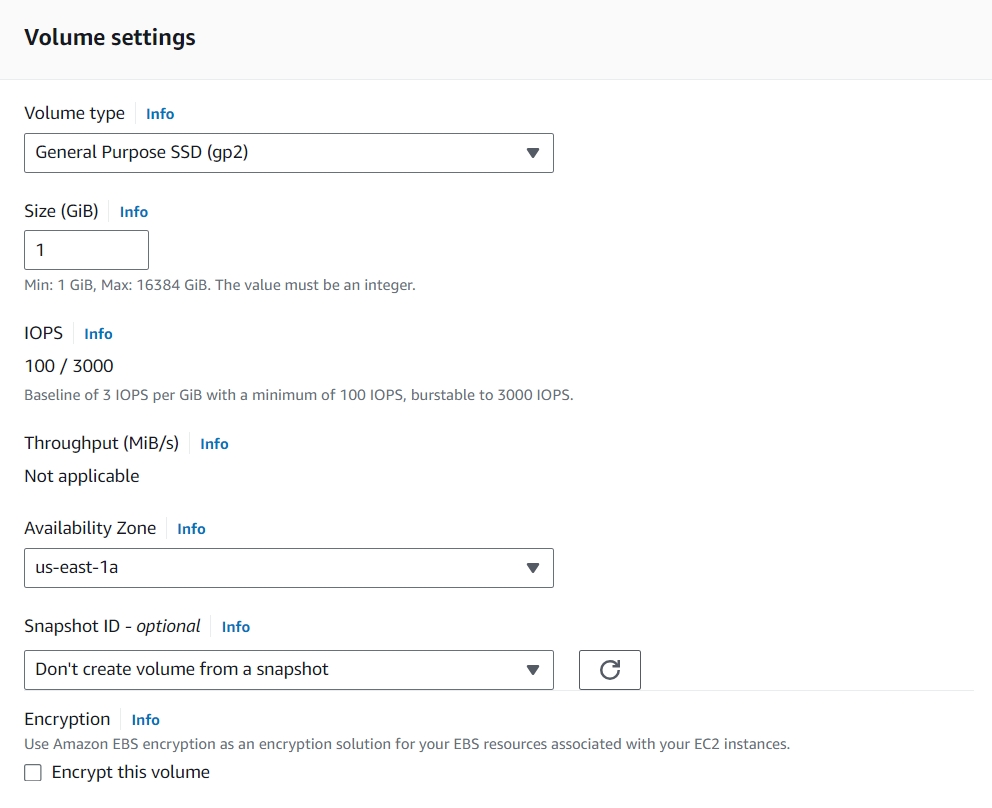 Volume settings
Volume type Info
General Purpose SSD (gp2)
Size (GiB) Info
1
Min: 1 GiB, Max: 16384 GiB. The value must be an integer.
IOPS Info
100 / 3000
Baseline of 3 IOPS per GiB with a minimum of 100 IOPS, burstable to 3000 IOPS.
Throughput (MiB/s) Info
Not applicable
Availability Zone Info
us-east-1a
Snapshot ID - optional Info
Don't create volume from a snapshot
Encryption Info
Use Amazon EBS encryption as an encryption solution for your EBS resources associated with your EC2 instances.
Encrypt this volume